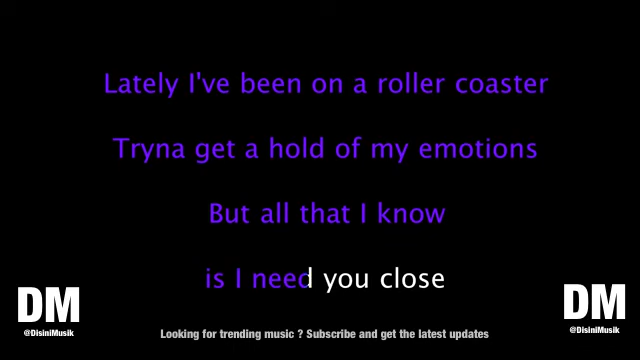 Lately I've been on a roller coaster
Tryna get a hold of my emotions
But all that I know
is I need you close
DM
@DisiniMusik
DM
@DisiniMusik
Looking for trending music ? Subscribe and get the latest updates